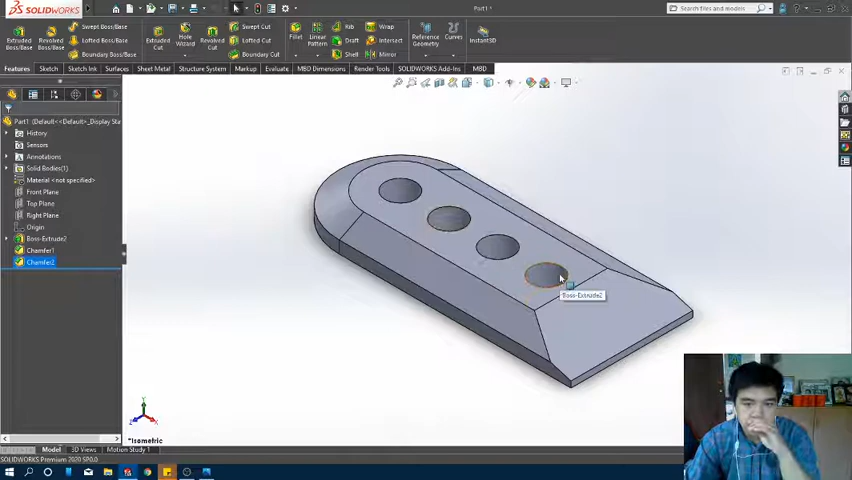 SOLIDWORKS
Part1
Search files and models
Extruded Boss/Base
Revolved Boss/Base
Swept Boss/Base
Lofted Boss/Base
Boundary Boss/Base
Extruded Cut
Hole Wizard
Revolved Cut
Swept Cut
Lofted Cut
Boundary Cut
Fillet
Linear Pattern
Rib
Draft
Shell
Wrap
Intersect
Mirror
Reference Geometry
Curves
Instant3D
Features
Sketch
Sketch Ink
Surfaces
Sheet Metal
Structure System
Markup
Evaluate
MBD Dimensions
Render Tools
SOLIDWORKS Add-Ins
MBD
Part1 (Default<<Default>_Display Sta
History
Sensors
Annotations
Solid Bodies(1)
Material <not specified>
Front Plane
Top Plane
Right Plane
Origin
Boss-Extrude2
Chamfer1
Chamfer2
Boss-Extrude2
Y
X
Z
*Isometric
Model
3D Views
Motion Study 1
SOLIDWORKS Premium 2020 SP0.0